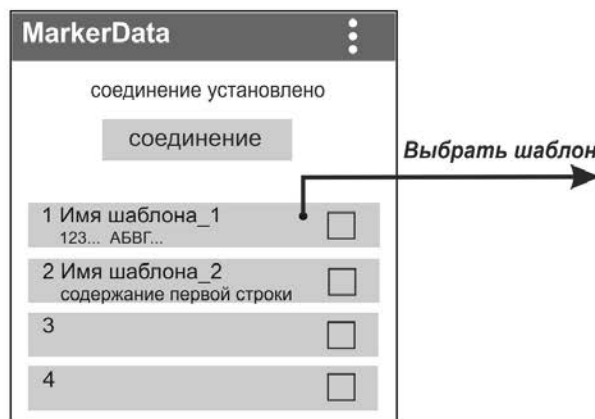 MarkerData
соединение установлено
соединение
Выбрать шаблон
1 Имя шаблона_1
123... АБВГ...
2 Имя шаблона_2
содержание первой строки
3
4